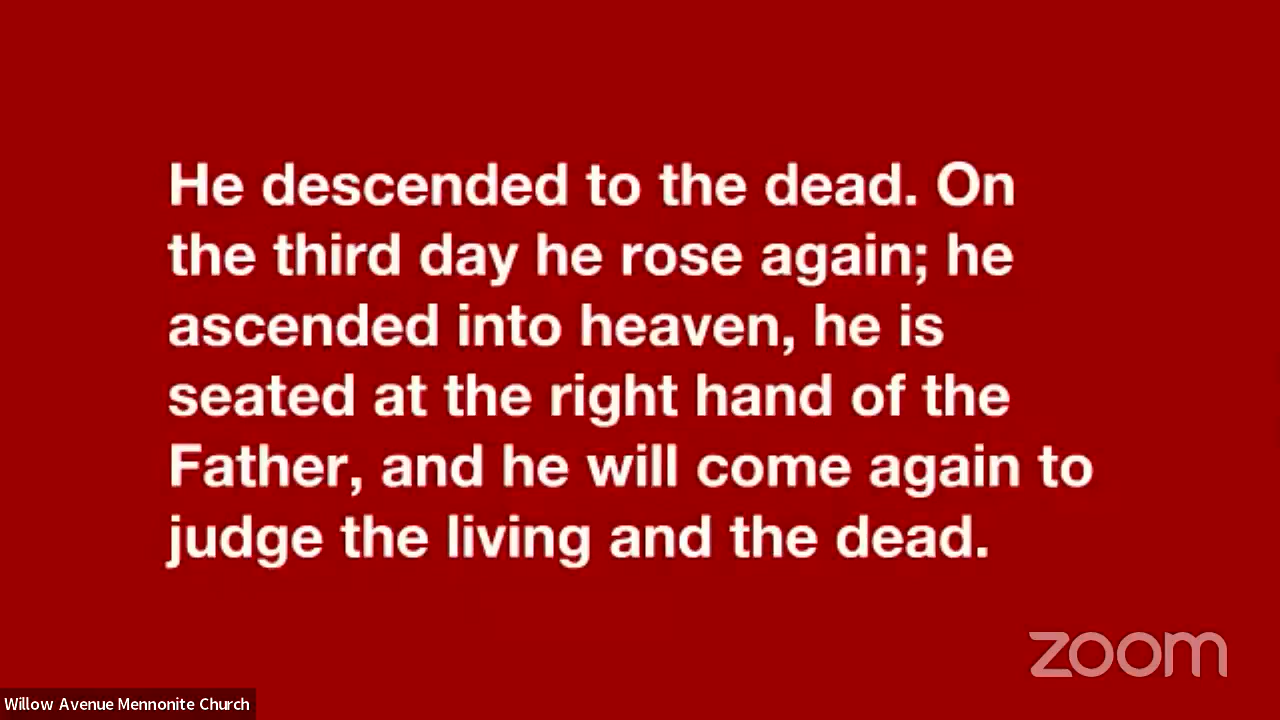 He descended to the dead. On
the third day he rose again; he
ascended into heaven, he is
seated at the right hand of the
Father, and he will come again to
judge the living and the dead.
zoom
Willow Avenue Mennonite Church